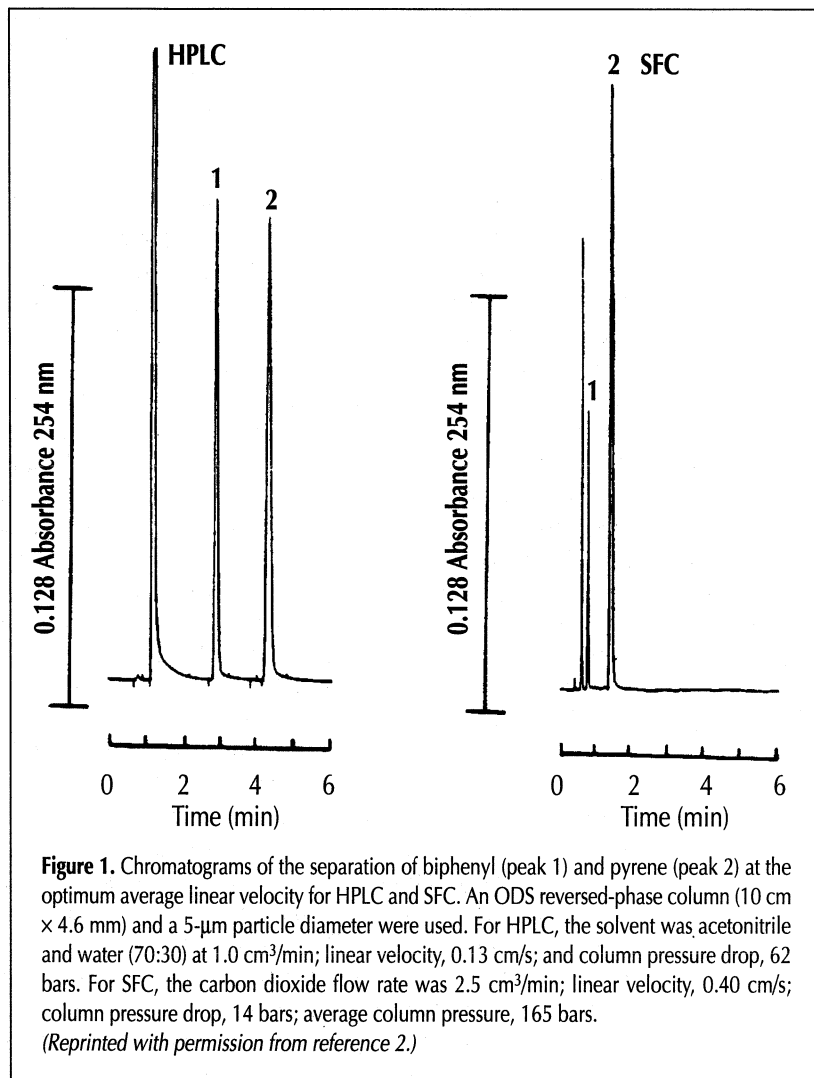 HPLC
1
2
0.128 Absorbance 254 nm
0 2 4 6
Time (min)
2 SFC
1
0.128 Absorbance 254 nm
0 2 4 6
Time (min)
Figure 1. Chromatograms of the separation of biphenyl (peak 1) and pyrene (peak 2) at the
optimum average linear velocity for HPLC and SFC. An ODS reversed-phase column (10 cm
× 4.6 mm) and a 5-μm particle diameter were used. For HPLC, the solvent was acetonitrile
and water (70:30) at 1.0 cm³/min; linear velocity, 0.13 cm/s; and column pressure drop, 62
bars. For SFC, the carbon dioxide flow rate was 2.5 cm³/min; linear velocity, 0.40 cm/s;
column pressure drop, 14 bars; average column pressure, 165 bars.
(Reprinted with permission from reference 2.)